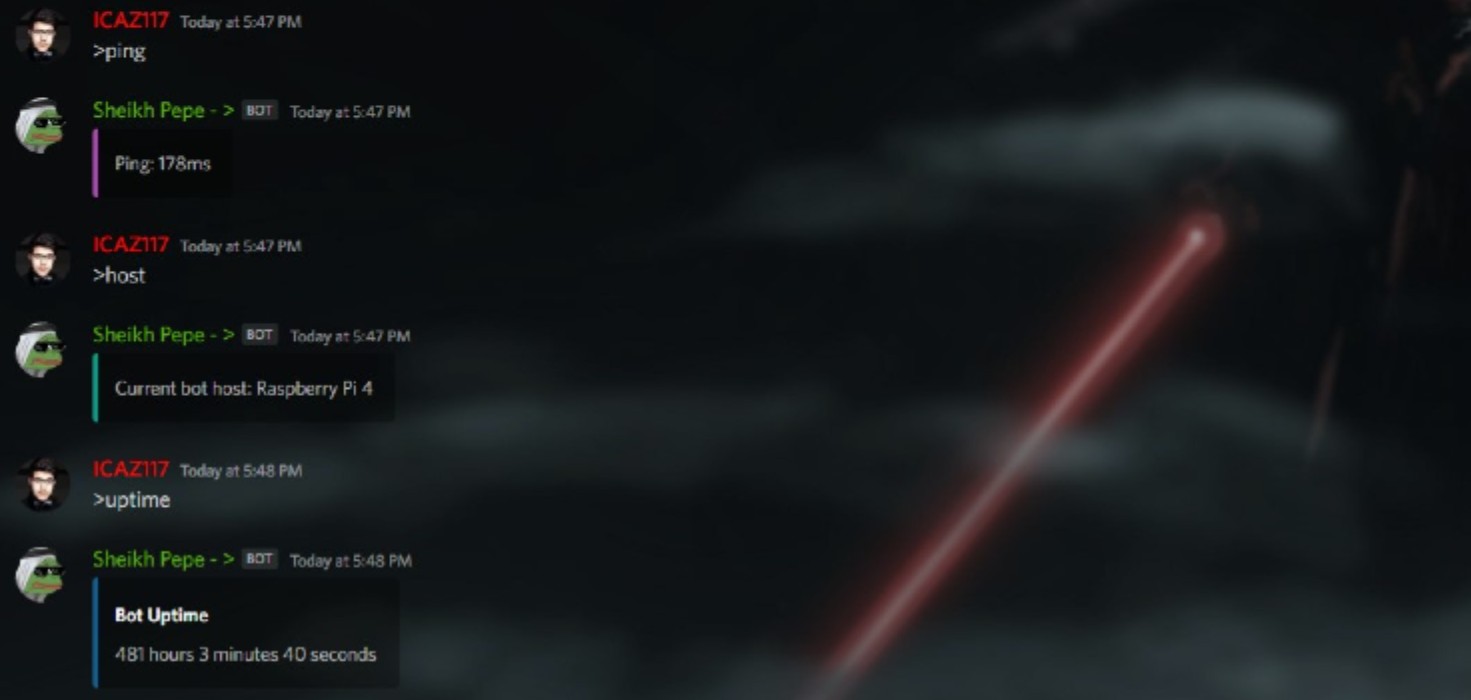 ICAZ117 Today at 5:47 PM
>ping
Sheikh Pepe - > BOT Today at 5:47 PM
Ping: 178ms
ICAZ117 Today at 5:47 PM
>host
Sheikh Pepe - > BOT Today at 5:47 PM
Current bot host: Raspberry Pi 4
ICAZ117 Today at 5:48 PM
>uptime
Sheikh Pepe - > BOT Today at 5:48 PM
Bot Uptime
481 hours 3 minutes 40 seconds